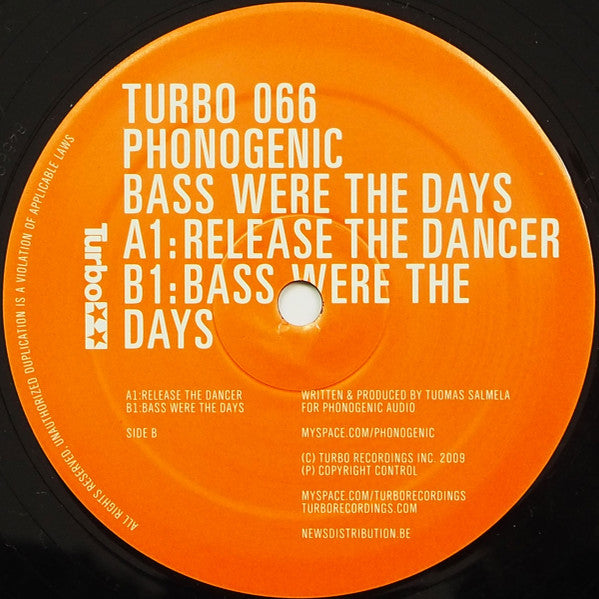 TURBO 066
PHONOGENIC
BASS WERE THE DAYS
A1:RELEASE THE DANCER
B1:BASS WERE THE
DAYS
Turbo
A1:RELEASE THE DANCER
B1:BASS WERE THE DAYS
SIDE B
WRITTEN & PRODUCED BY TUOMAS SALMELA
FOR PHONOGENIC AUDIO
MYSPACE.COM/PHONOGENIC
(C) TURBO RECORDINGS INC. 2009
(P) COPYRIGHT CONTROL
MYSPACE.COM/TURBORECORDINGS
TURBORECORDINGS.COM
NEWSDISTRIBUTION.BE
ALL RIGHTS RESERVED, UNAUTHORIZED DUPLICATION IS A VIOLATION OF APPLICABLE LAWS